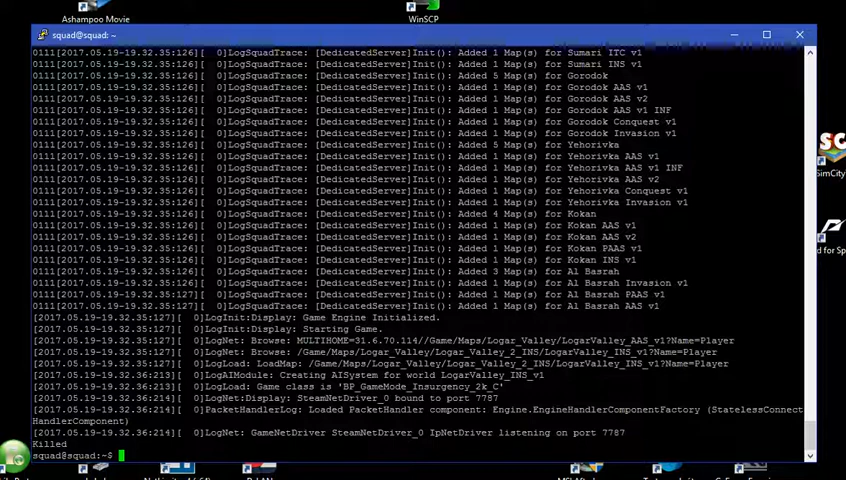 Ashampoo Movie
WinSCP
squad@squad: ~
0111[2017.05.19-19.32.35:126][  0]LogSquadTrace: [DedicatedServer]Init(): Added 1 Map(s) for Sumari ITC v1
0111[2017.05.19-19.32.35:126][  0]LogSquadTrace: [DedicatedServer]Init(): Added 1 Map(s) for Sumari INS v1
0111[2017.05.19-19.32.35:126][  0]LogSquadTrace: [DedicatedServer]Init(): Added 5 Map(s) for Gorodok
0111[2017.05.19-19.32.35:126][  0]LogSquadTrace: [DedicatedServer]Init(): Added 1 Map(s) for Gorodok AAS v1
0111[2017.05.19-19.32.35:126][  0]LogSquadTrace: [DedicatedServer]Init(): Added 1 Map(s) for Gorodok AAS v2
0111[2017.05.19-19.32.35:126][  0]LogSquadTrace: [DedicatedServer]Init(): Added 1 Map(s) for Gorodok AAS v1 INF
0111[2017.05.19-19.32.35:126][  0]LogSquadTrace: [DedicatedServer]Init(): Added 1 Map(s) for Gorodok Conquest v1
0111[2017.05.19-19.32.35:126][  0]LogSquadTrace: [DedicatedServer]Init(): Added 1 Map(s) for Gorodok Invasion v1
0111[2017.05.19-19.32.35:126][  0]LogSquadTrace: [DedicatedServer]Init(): Added 5 Map(s) for Yehorivka
0111[2017.05.19-19.32.35:126][  0]LogSquadTrace: [DedicatedServer]Init(): Added 1 Map(s) for Yehorivka AAS v1
0111[2017.05.19-19.32.35:126][  0]LogSquadTrace: [DedicatedServer]Init(): Added 1 Map(s) for Yehorivka AAS v1 INF
0111[2017.05.19-19.32.35:126][  0]LogSquadTrace: [DedicatedServer]Init(): Added 1 Map(s) for Yehorivka AAS v2
0111[2017.05.19-19.32.35:126][  0]LogSquadTrace: [DedicatedServer]Init(): Added 1 Map(s) for Yehorivka Conquest v1
0111[2017.05.19-19.32.35:126][  0]LogSquadTrace: [DedicatedServer]Init(): Added 1 Map(s) for Yehorivka Invasion v1
0111[2017.05.19-19.32.35:126][  0]LogSquadTrace: [DedicatedServer]Init(): Added 4 Map(s) for Kokan
0111[2017.05.19-19.32.35:126][  0]LogSquadTrace: [DedicatedServer]Init(): Added 1 Map(s) for Kokan AAS v1
0111[2017.05.19-19.32.35:126][  0]LogSquadTrace: [DedicatedServer]Init(): Added 1 Map(s) for Kokan AAS v2
0111[2017.05.19-19.32.35:126][  0]LogSquadTrace: [DedicatedServer]Init(): Added 1 Map(s) for Kokan PAAS v1
0111[2017.05.19-19.32.35:126][  0]LogSquadTrace: [DedicatedServer]Init(): Added 1 Map(s) for Kokan INS v1
0111[2017.05.19-19.32.35:126][  0]LogSquadTrace: [DedicatedServer]Init(): Added 3 Map(s) for Al Basrah
0111[2017.05.19-19.32.35:126][  0]LogSquadTrace: [DedicatedServer]Init(): Added 1 Map(s) for Al Basrah Invasion v1
0111[2017.05.19-19.32.35:127][  0]LogSquadTrace: [DedicatedServer]Init(): Added 1 Map(s) for Al Basrah PAAS v1
0111[2017.05.19-19.32.35:127][  0]LogSquadTrace: [DedicatedServer]Init(): Added 1 Map(s) for Al Basrah AAS v1
[2017.05.19-19.32.35:127][  0]LogInit:Display: Game Engine Initialized.
[2017.05.19-19.32.35:127][  0]LogInit:Display: Starting Game.
[2017.05.19-19.32.35:127][  0]LogNet: Browse: MULTIHOME=31.6.70.114//Game/Maps/Logar_Valley/LogarValley_AAS_v1?Name=Player
[2017.05.19-19.32.35:127][  0]LogNet: Browse: /Game/Maps/Logar_Valley/Logar_Valley_2_INS/LogarValley_INS_v1?Name=Player
[2017.05.19-19.32.35:127][  0]LogLoad: LoadMap: /Game/Maps/Logar_Valley/Logar_Valley_2_INS/LogarValley_INS_v1?Name=Player
[2017.05.19-19.32.36:213][  0]LogAIModule: Creating AISystem for world LogarValley_INS_v1
[2017.05.19-19.32.36:213][  0]LogLoad: Game class is 'BP_GameMode_Insurgency_2k_C'
[2017.05.19-19.32.36:214][  0]LogNet:Display: SteamNetDriver_0 bound to port 7787
[2017.05.19-19.32.36:214][  0]PacketHandlerLog: Loaded PacketHandler component: Engine.EngineHandlerComponentFactory (StatelessConnect
HandlerComponent)
[2017.05.19-19.32.36:214][  0]LogNet: GameNetDriver SteamNetDriver_0 IpNetDriver listening on port 7787
Killed
squad@squad:~$
SC
SimCity
for Sp